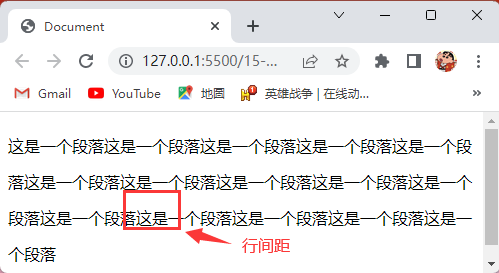 Document
127.0.0.1:5500/15-...
Gmail
YouTube
地圖
英雄战争 | 在线动...
这是一个段落这是一个段落这是一个段落这是一个段落这是一个段
落这是一个段落这是一个段落这是一个段落这是一个段落这是一个
段落这是一个段落这是一个段落这是一个段落这是一个段落这是一
个段落
行间距